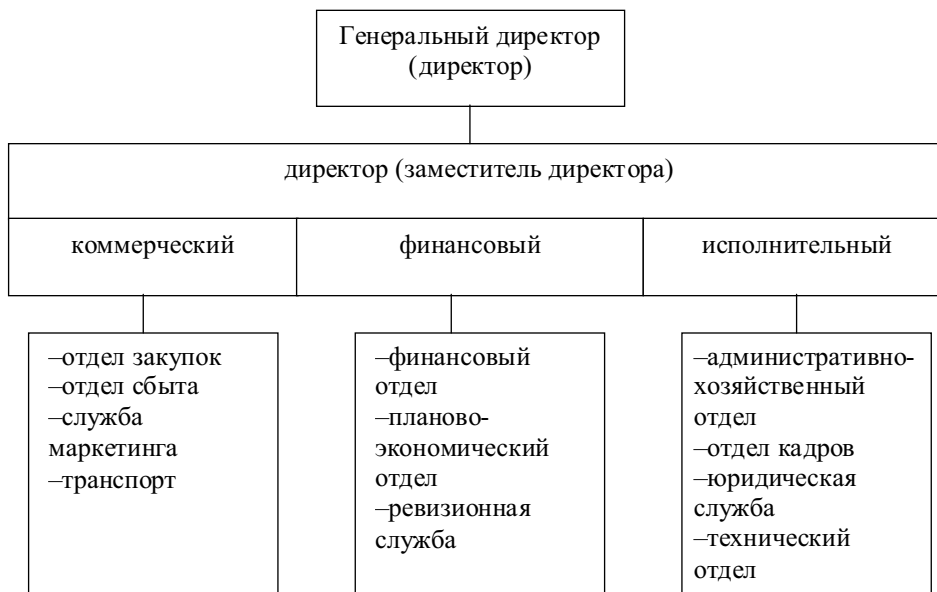 Генеральный директор
(директор)
директор (заместитель директора)
коммерческий
финансовый
исполнительный
–отдел закупок
–отдел сбыта
–служба
маркетинга
–транспорт
–финансовый
отдел
–планово-
экономический
отдел
–ревизионная
служба
–административно-
хозяйственный
отдел
–отдел кадров
–юридическая
служба
–технический
отдел